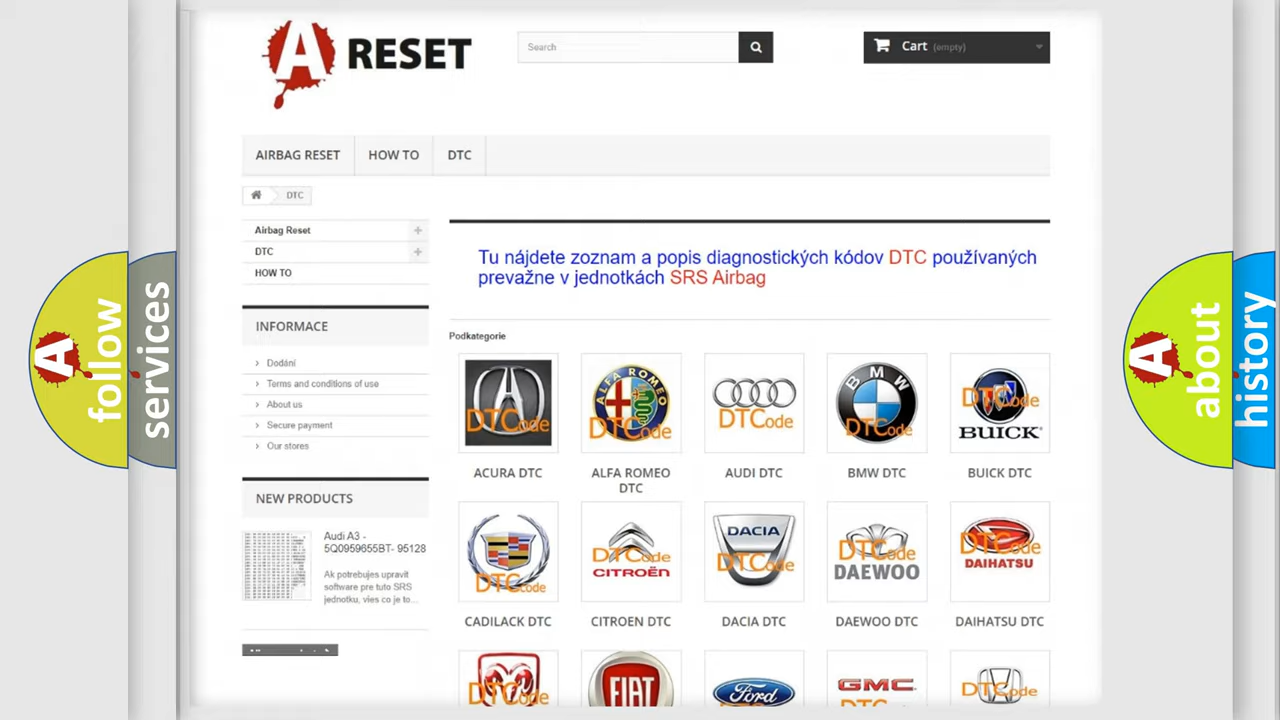 A RESET
Search
Cart (empty)
AIRBAG RESET
HOW TO
DTC
DTC
Airbag Reset
DTC
HOW TO
INFORMACE
Dodání
Terms and conditions of use
About us
Secure payment
Our stores
NEW PRODUCTS
Audi A3 -
5Q0959655BT- 95128
Ak potrebujes upravit
software pre tuto SRS
jednotku, vies co je to...
Tu nájdete zoznam a popis diagnostických kódov DTC používaných
prevažne v jednotkách SRS Airbag
Podkategorie
DTCode
ALFA ROMEO
DTCode
DTCode
BMW
DTCode
DTCode
BUICK
ACURA DTC
ALFA ROMEO
DTC
AUDI DTC
BMW DTC
BUICK DTC
DTCode
DTCode
CITROËN
DACIA
DTCode
DTCode
DAEWOO
DTCode
DAIHATSU
CADILACK DTC
CITROEN DTC
DACIA DTC
DAEWOO DTC
DAIHATSU DTC
DTCode
FIAT
Ford
GMC
DTCode
A follow
services
A about
history